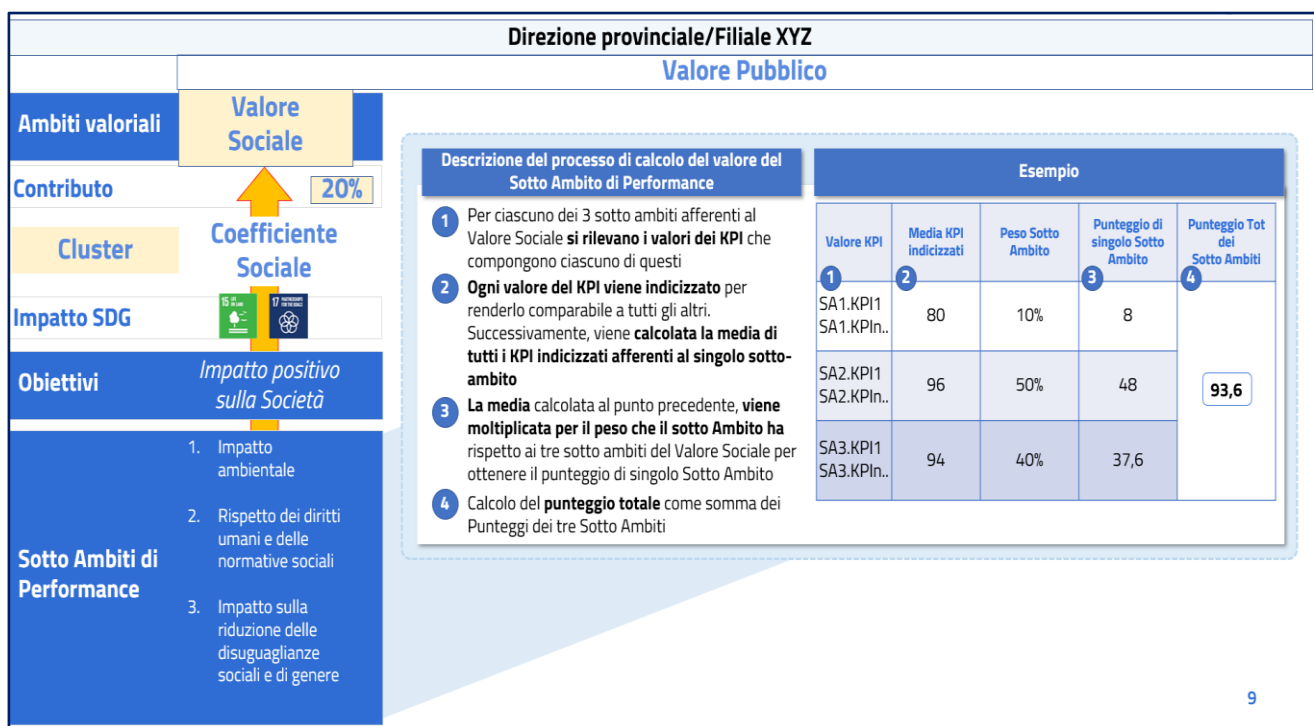 Direzione provinciale/Filiale XYZ
Valore Pubblico
Ambiti valoriali
Valore
Sociale
Contributo
20%
Cluster
Coefficiente
Sociale
Impatto SDG
15 LIFE
ON LAND
17 PARTNERSHIPS
FOR THE GOALS
Obiettivi
Impatto positivo
sulla Società
Sotto Ambiti di
Performance
1. Impatto
ambientale
2. Rispetto dei diritti
umani e delle
normative sociali
3. Impatto sulla
riduzione delle
disuguaglianze
sociali e di genere
Descrizione del processo di calcolo del valore del
Sotto Ambito di Performance
1 Per ciascuno dei 3 sotto ambiti afferenti al
Valore Sociale si rilevano i valori dei KPI che
compongono ciascuno di questi
2 Ogni valore del KPI viene indicizzato per
renderlo comparabile a tutti gli altri.
Successivamente, viene calcolata la media di
tutti i KPI indicizzati afferenti al singolo sotto-
ambito
3 La media calcolata al punto precedente, viene
moltiplicata per il peso che il sotto Ambito ha
rispetto ai tre sotto ambiti del Valore Sociale per
ottenere il punteggio di singolo Sotto Ambito
4 Calcolo del punteggio totale come somma dei
Punteggi dei tre Sotto Ambiti
Esempio
Valore KPI
1
Media KPI
indicizzati
2
Peso Sotto
Ambito
Punteggio di
singolo Sotto
Ambito
3
Punteggio Tot
dei
Sotto Ambiti
4
SA1.KPI1
SA1.KPIn..
80
10%
8
SA2.KPI1
SA2.KPIn..
96
50%
48
93,6
SA3.KPI1
SA3.KPIn..
94
40%
37,6
9